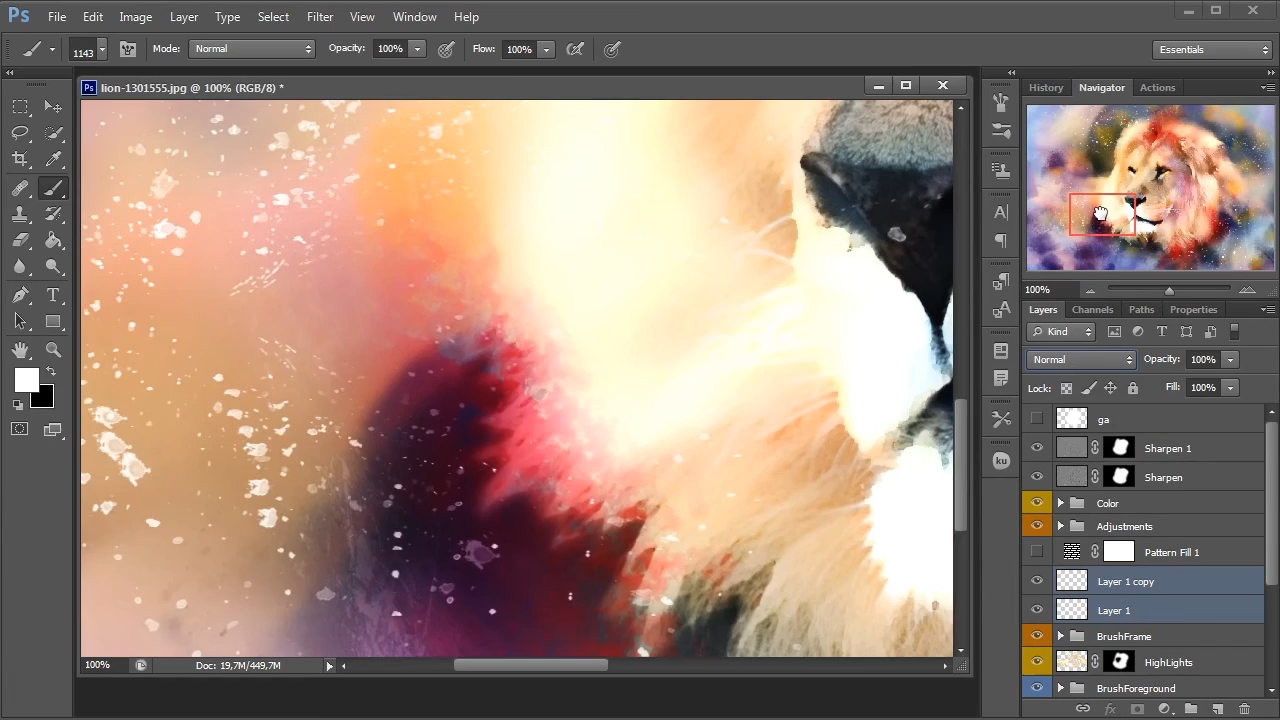 Ps File Edit Image Layer Type Select Filter View Window Help
1143 Mode: Normal Opacity: 100% Flow: 100% Essentials
Ps lion-1301555.jpg @ 100% (RGB/8) *
History Navigator Actions
100%
Layers Channels Paths Properties
Kind
Normal Opacity: 100%
Lock: Fill: 100%
ga
Sharpen 1
Sharpen
Color
Adjustments
Pattern Fill 1
Layer 1 copy
Layer 1
BrushFrame
HighLights
BrushForeground
ku
100% Doc: 19,7M/449,7M
fx